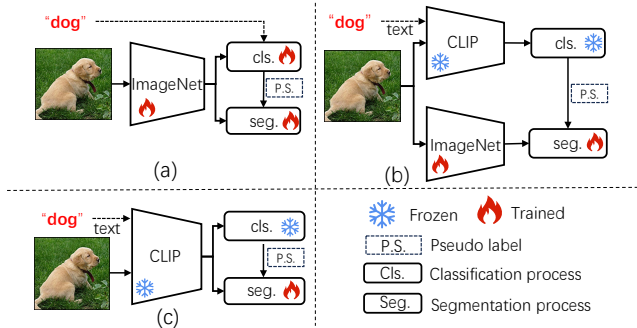 “dog”
cls.
ImageNet
P.S.
seg.
(a)
“dog”
text
CLIP
cls.
P.S.
ImageNet
seg.
(b)
“dog”
text
cls.
CLIP
P.S.
seg.
(c)
Frozen
Trained
P.S.
Pseudo label
Cls.
Classification process
Seg.
Segmentation process